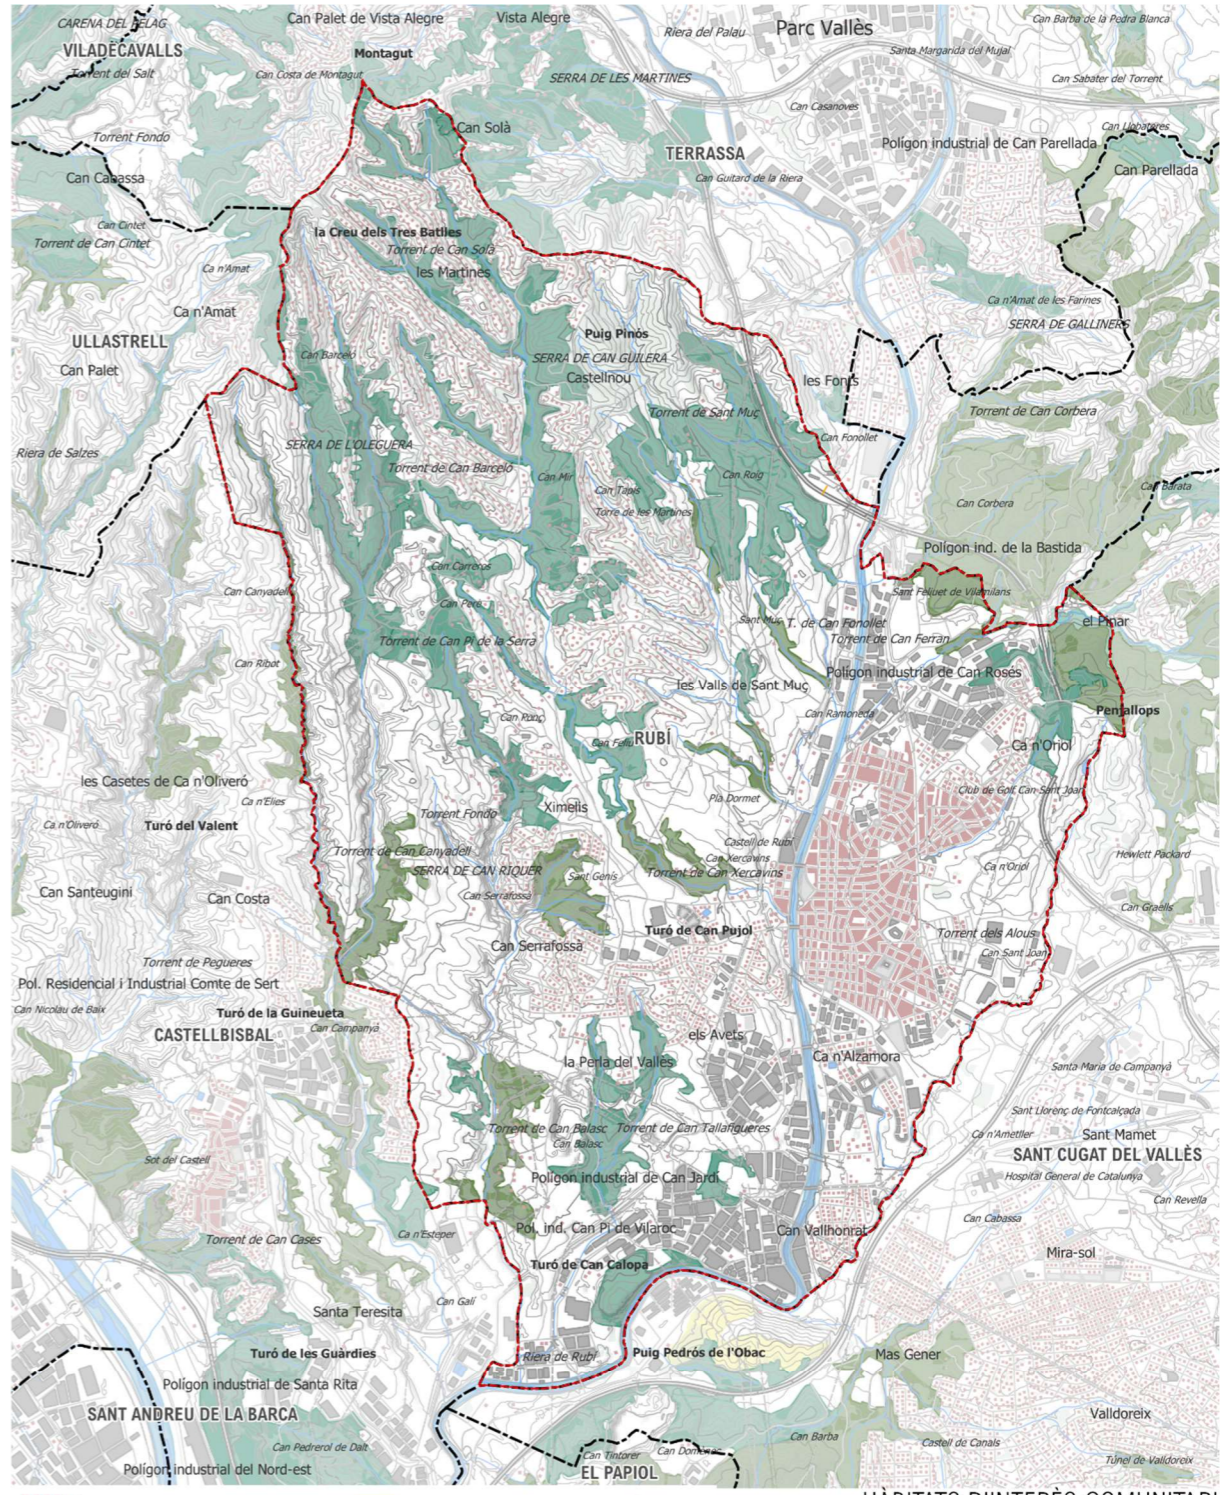 CARENA DEL PELAG
Can Palet de Vista Alegre
Vista Alegre
Riera del Palau
Parc Vallès
Can Barba de la Pedra Blanca
VILADECAVALLS
Montagut
Santa Margarida del Mujal
Torrent del Salt
Can Costa de Montagut
SERRA DE LES MARTINES
Can Sabater del Torrent
Can Casanoves
Torrent Fondo
Can Solà
Can Llobateres
Polígon industrial de Can Parellada
TERRASSA
Can Parellada
Can Cabassa
Can Guitard de la Riera
Can Cintet
la Creu dels Tres Batlles
Torrent de Can Cintet
Torrent de Can Solà
Ca n'Amat
les Martines
Ca n'Amat de les Farines
Ca n'Amat
SERRA DE GALLINERS
Puig Pinós
ULLASTRELL
Can Barceló
SERRA DE CAN GUILERA
Can Palet
Castellnou
les Fonts
Torrent de Sant Muç
Torrent de Can Corbera
Can Fonollet
SERRA DE L'OLEGUERA
Riera de Salzes
Torrent de Can Barceló
Can Mir
Can Roig
Can Barata
Can Tapis
Can Corbera
Torre de les Martines
Polígon ind. de la Bastida
Can Carreras
Can Canyadell
Sant Feliuet de Vilamilans
Can Pere
Sant Muç
T. de Can Fonollet
el Pinar
Torrent de Can Pi de la Serra
Torrent de Can Ferran
Can Ribot
Polígon industrial de Can Rosés
les Valls de Sant Muç
Can Ramoneda
Penjallops
Can Punç
Can Feliu
RUBÍ
Ca n'Oriol
les Casetes de Ca n'Oliveró
Club de Golf Can Sant Joan
Ca n'Elies
Pla Dormet
Torrent Fondo
Ximelis
Ca n'Oliveró
Turó del Valent
Castell de Rubí
Torrent de Can Canyadell
Can Xercavins
Hewlett Packard
SERRA DE CAN RIQUER
Sant Genís
Torrent de Can Xercavins
Ca n'Oriol
Can Santeugini
Can Costa
Can Serrafossà
Can Graells
Turó de Can Pujol
Torrent dels Alous
Can Serrafossà
Can Sant Joan
Torrent de Pegueres
Pol. Residencial i Industrial Comte de Sert
Can Nicolau de Baix
Turó de la Guineueta
Can Campanyà
CASTELLBISBAL
els Avets
la Perla del Vallès
Ca n'Alzamora
Santa Maria de Campanyà
Sant Llorenç de Fontcalçada
Torrent de Can Balasc
Torrent de Can Tallafigueres
Ca n'Ametller
Sant Mamet
Can Balasc
SANT CUGAT DEL VALLÈS
Sot del Castell
Polígon industrial de Can Jardí
Hospital General de Catalunya
Can Revella
Can Cabassa
Pol. ind. Can Pi de Vilaroc
Can Vallhonrat
Torrent de Can Cases
Ca n'Esteper
Mira-sol
Turó de Can Calopa
Can Galí
Santa Teresita
Turó de les Guàrdies
Riera de Rubí
Puig Pedrós de l'Obac
Mas Gener
Polígon industrial de Santa Rita
SANT ANDREU DE LA BARCA
Valldoreix
Can Pedrerol de Dalt
Can Tintorer
Can Domènec
Can Barba
Castell de Canals
Túnel de Valldoreix
Polígon industrial del Nord-est
EL PAPIOL